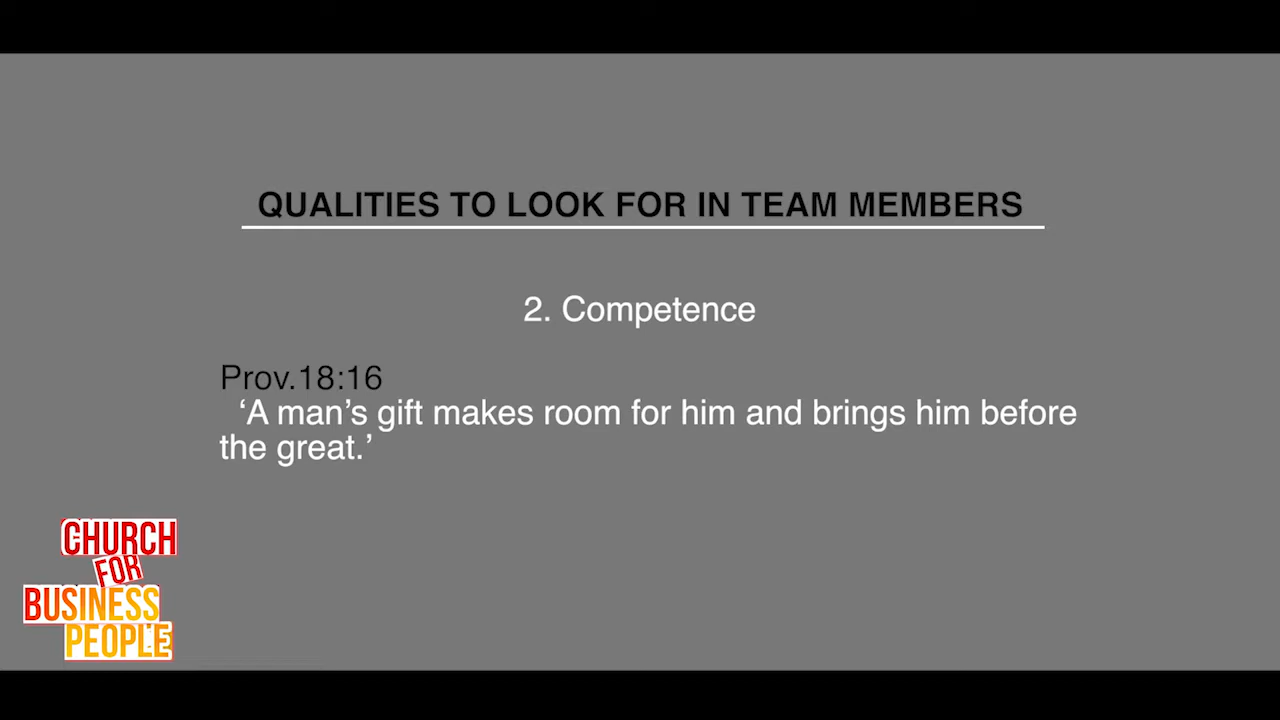 QUALITIES TO LOOK FOR IN TEAM MEMBERS
2. Competence
Prov.18:16
‘A man’s gift makes room for him and brings him before
the great.’
CHURCH
FOR
BUSINESS
PEOPLE